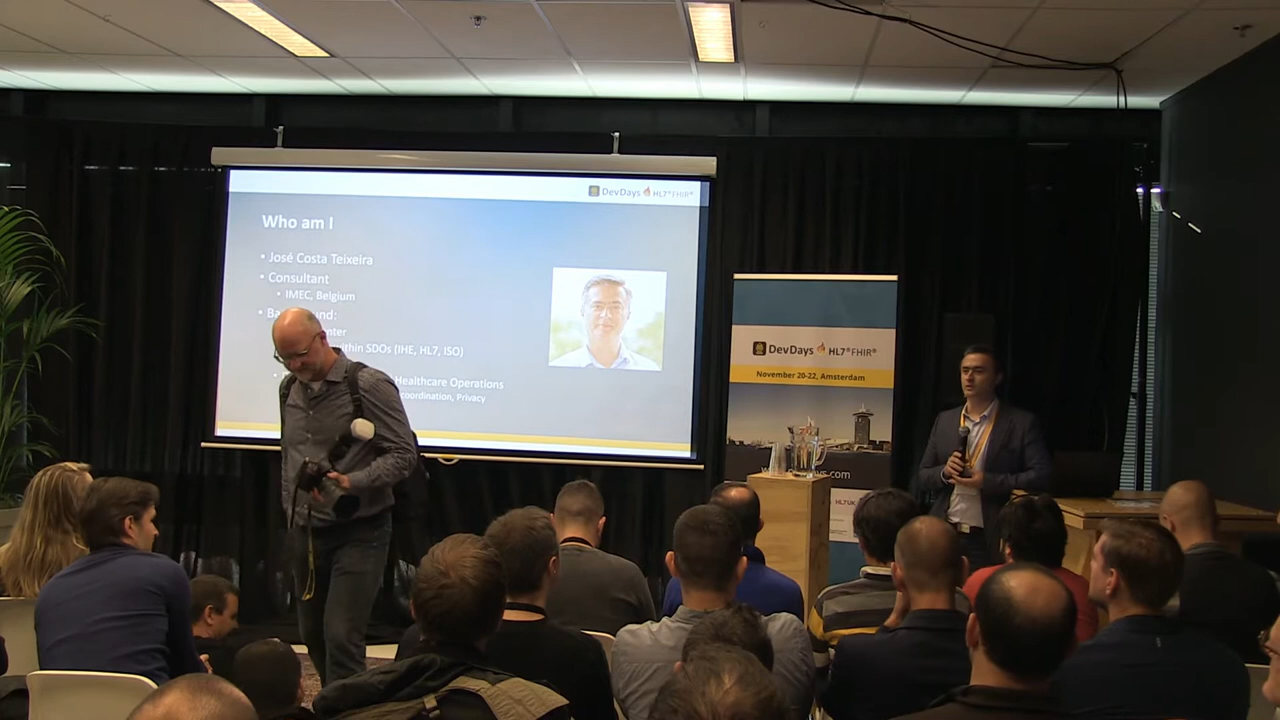 DevDays HL7® FHIR®
Who am I
• José Costa Teixeira
• Consultant
• IMEC, Belgium
within SDOs (IHE, HL7, ISO)
Healthcare Operations
coordination, Privacy
DevDays HL7® FHIR®
November 20-22, Amsterdam
HL7UK